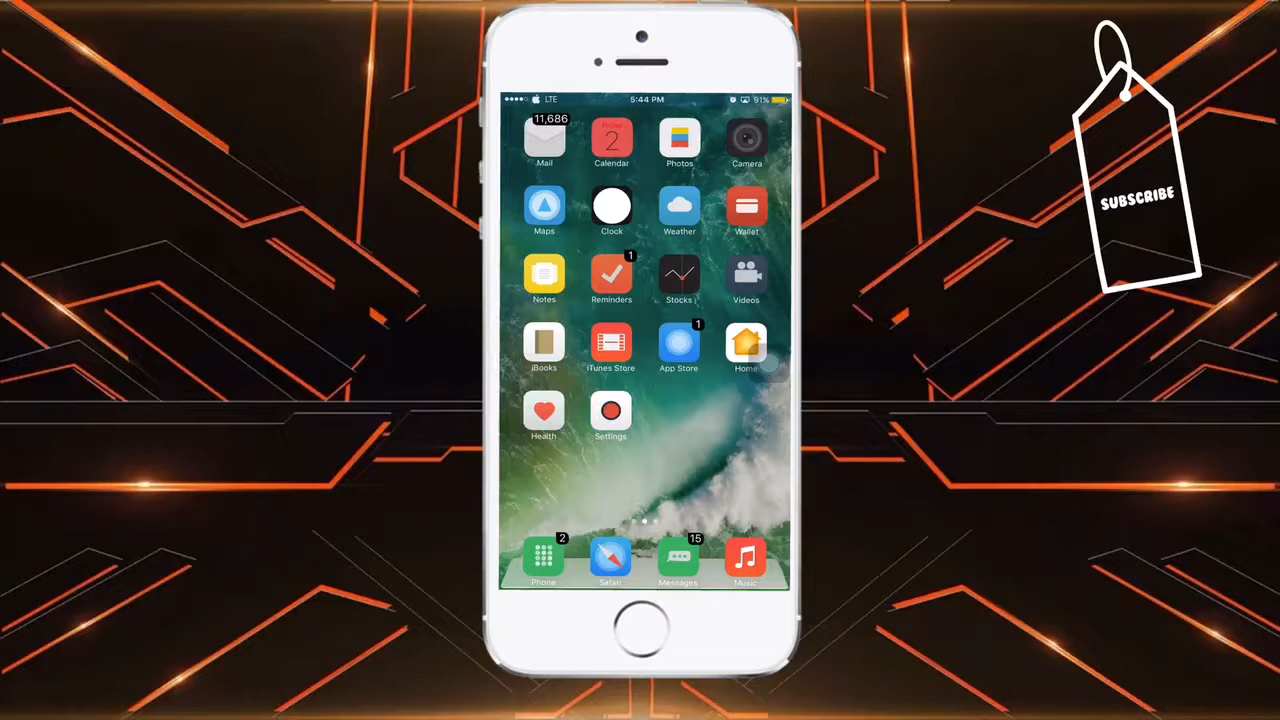 LTE 5:44 PM 91%
11,686
Friday
2
Mail Calendar Photos Camera
Maps Clock Weather Wallet
1
Notes Reminders Stocks Videos
1
iBooks iTunes Store App Store Home
Health Settings
2 15
Phone Safari Messages Music
SUBSCRIBE